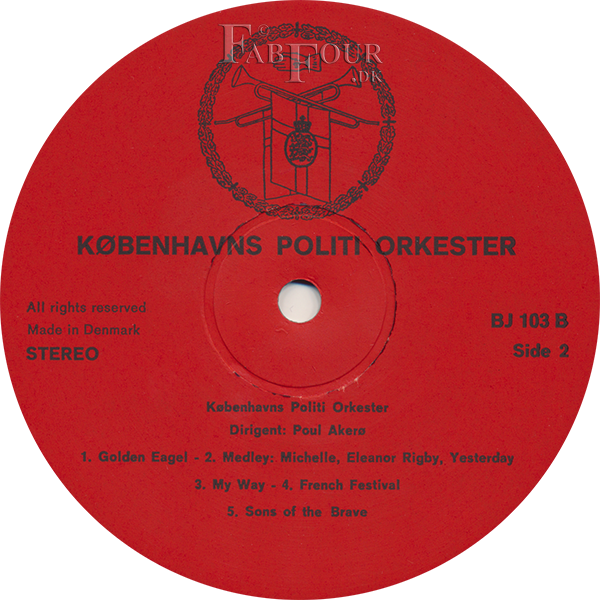 © FAB FOUR .DK
KØBENHAVNS POLITI ORKESTER
All rights reserved
Made in Denmark
STEREO
BJ 103 B
Side 2
Københavns Politi Orkester
Dirigent: Poul Akerø
1. Golden Eagel - 2. Medley: Michelle, Eleanor Rigby, Yesterday
3. My Way - 4. French Festival
5. Sons of the Brave